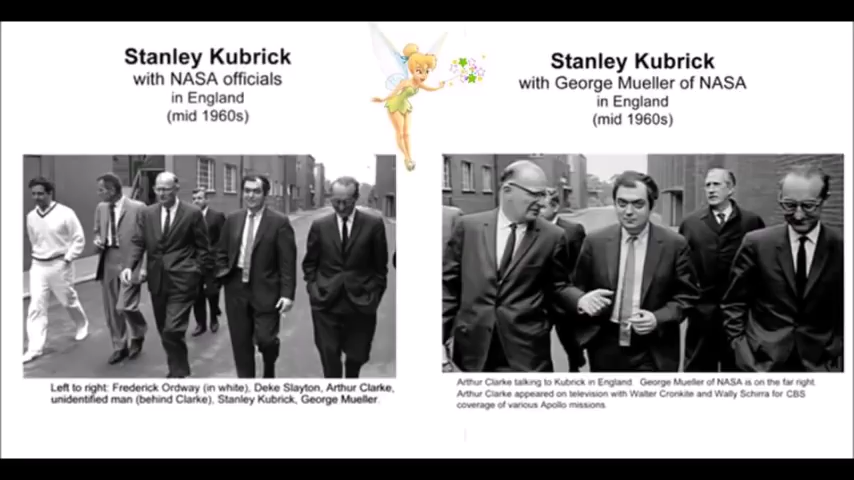 Stanley Kubrick
with NASA officials
in England
(mid 1960s)
Left to right: Frederick Ordway (in white), Deke Slayton, Arthur Clarke,
unidentified man (behind Clarke), Stanley Kubrick, George Mueller.
Stanley Kubrick
with George Mueller of NASA
in England
(mid 1960s)
Arthur Clarke talking to Kubrick in England. George Mueller of NASA is on the far right.
Arthur Clarke appeared on television with Walter Cronkite and Wally Schirra for CBS
coverage of various Apollo missions.